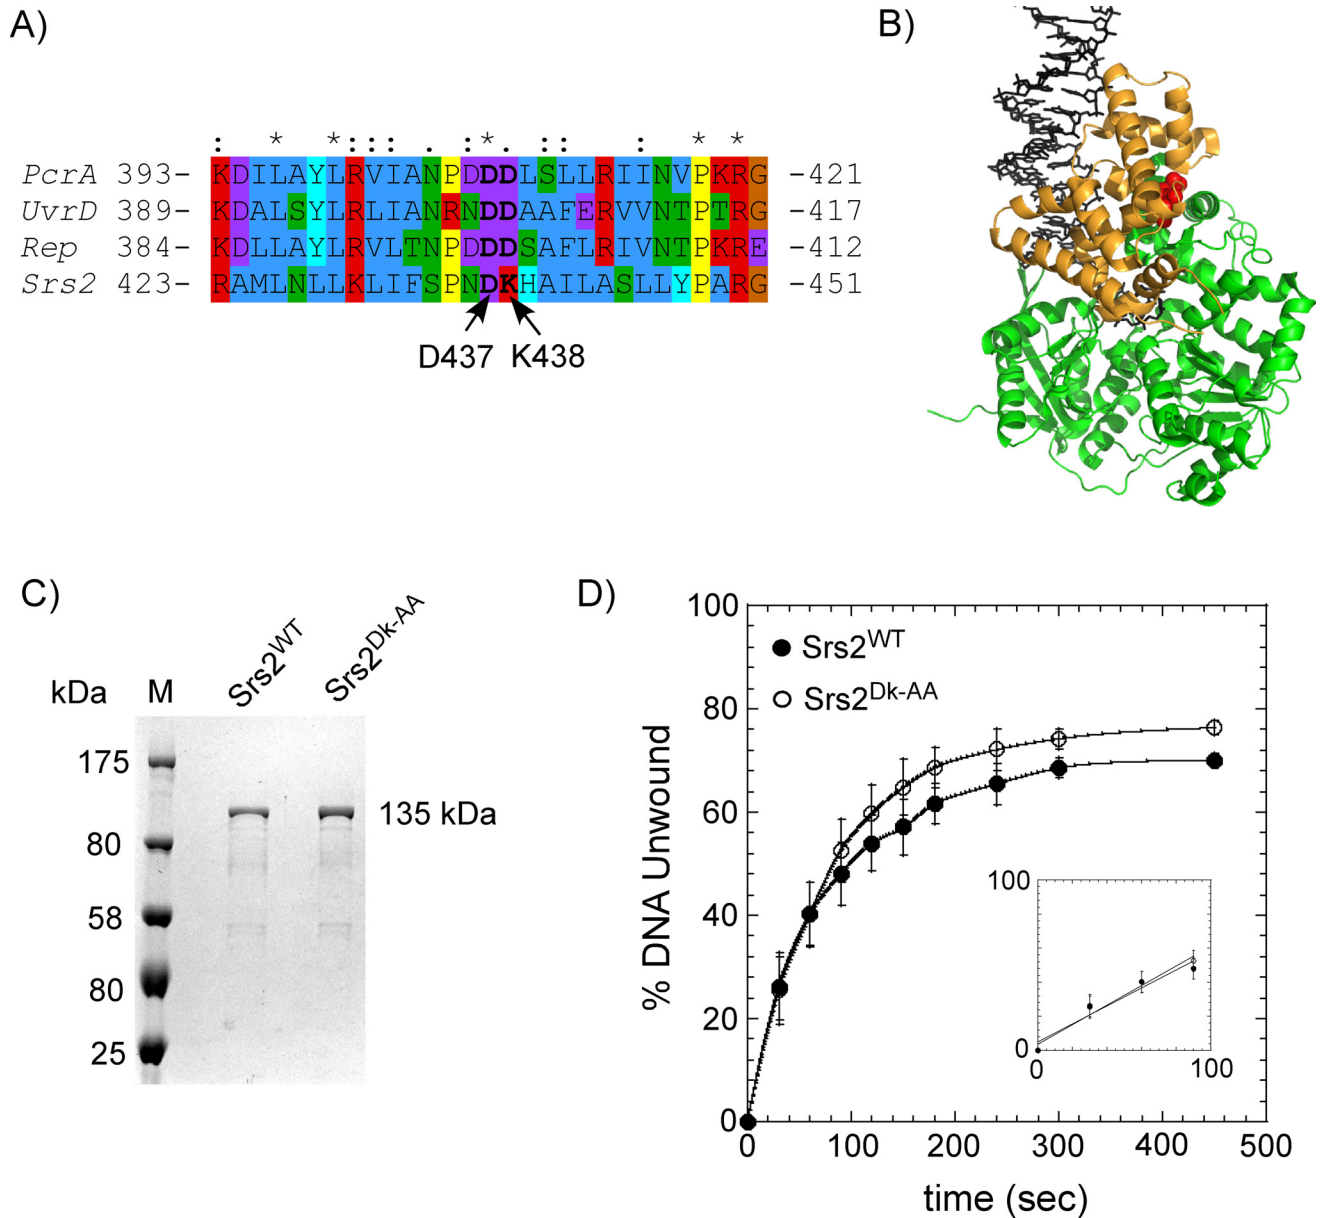 A)
: * *::: . :*. :: : * *
PcrA 393- KDILAYLRVIANPDDDLSLLRIINVPKRG -421
UvrD 389- KDALSYLRLIANRNDDAAFERVVNTPTRG -417
Rep 384- KDLLAYLRVLTNPDDDSAFLRIVNTPKRE -412
Srs2 423- RAMLNLLKLIFSPNDKHAILASLLYPARG -451
D437 K438
B)
C)
kDa M Srs2WT Srs2Dk-AA
175
135 kDa
80
58
80
25
D)
Srs2WT
Srs2Dk-AA
% DNA Unwound
100
80
60
40
20
0
0 100 200 300 400 500
time (sec)
100
0
0 100